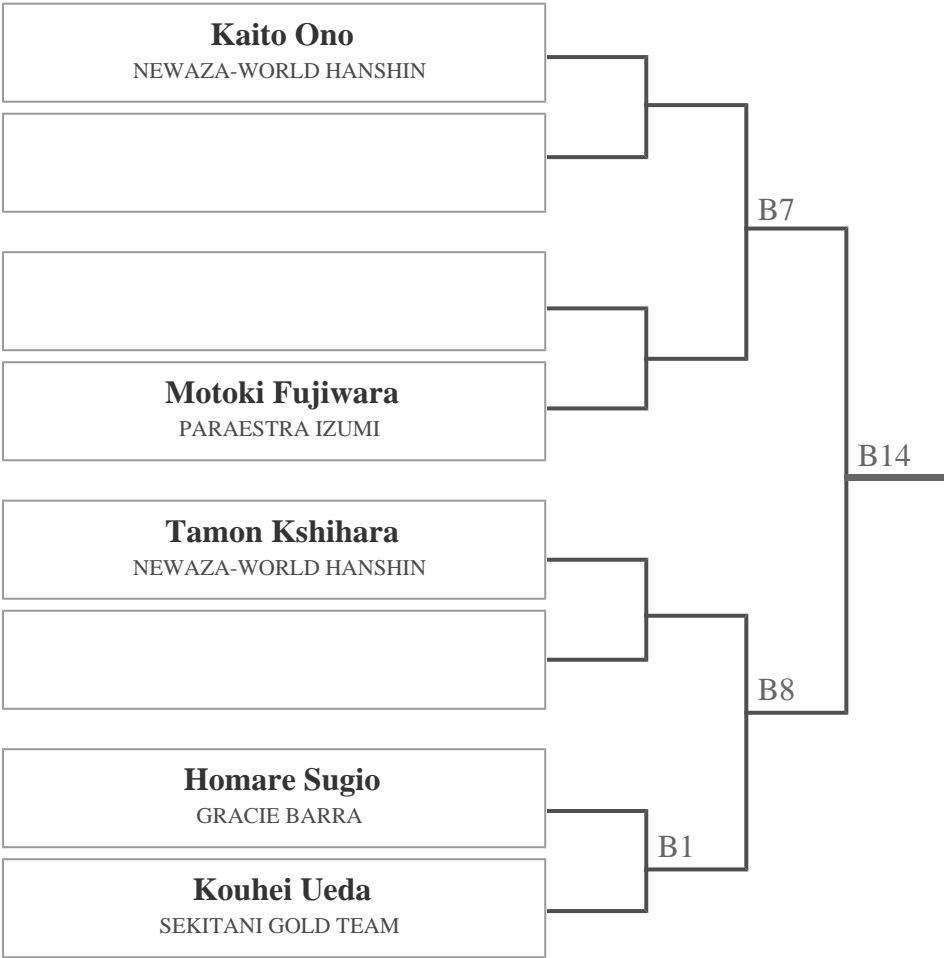 Kaito Ono
NEWAZA-WORLD HANSHIN
B7
Motoki Fujiwara
PARAESTRA IZUMI
B14
Tamon Kshihara
NEWAZA-WORLD HANSHIN
B8
Homare Sugio
GRACIE BARRA
B1
Kouhei Ueda
SEKITANI GOLD TEAM